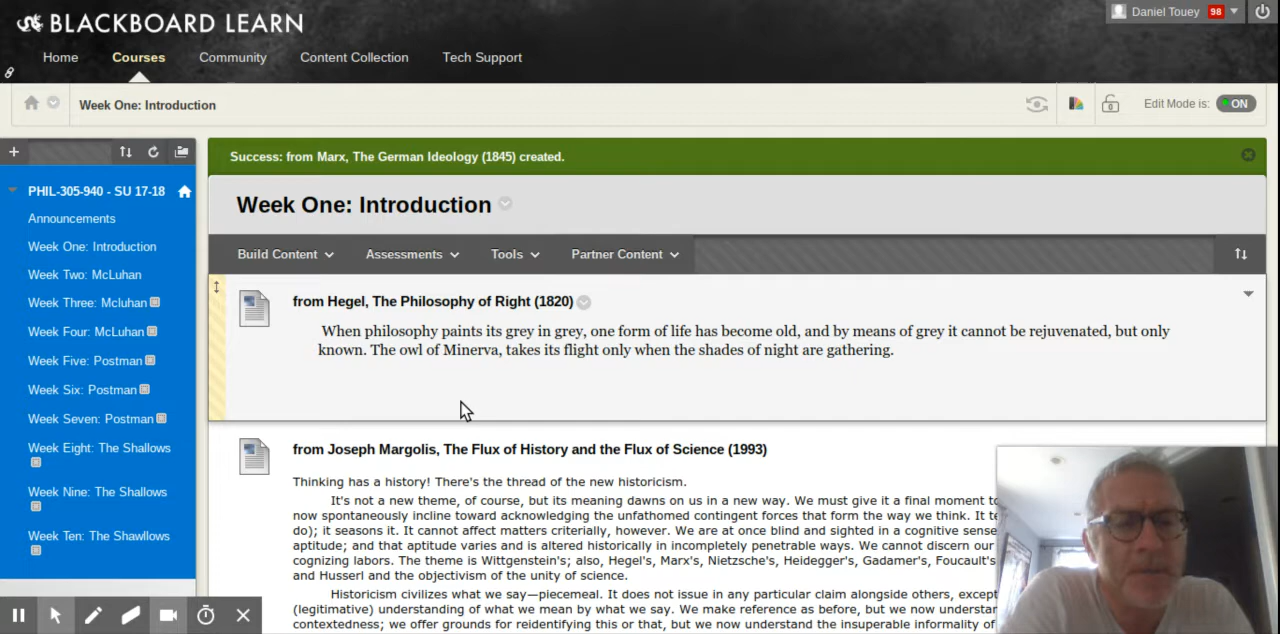 BLACKBOARD LEARN
Daniel Touey 98
Home Courses Community Content Collection Tech Support
Week One: Introduction
Edit Mode is: ON
Success: from Marx, The German Ideology (1845) created.
PHIL-305-940 - SU 17-18
Announcements
Week One: Introduction
Week Two: McLuhan
Week Three: Mcluhan
Week Four: McLuhan
Week Five: Postman
Week Six: Postman
Week Seven: Postman
Week Eight: The Shallows
Week Nine: The Shallows
Week Ten: The Shawllows
Week One: Introduction
Build Content Assessments Tools Partner Content
from Hegel, The Philosophy of Right (1820)
When philosophy paints its grey in grey, one form of life has become old, and by means of grey it cannot be rejuvenated, but only
known. The owl of Minerva, takes its flight only when the shades of night are gathering.
from Joseph Margolis, The Flux of History and the Flux of Science (1993)
Thinking has a history! There's the thread of the new historicism.
It's not a new theme, of course, but its meaning dawns on us in a new way. We must give it a final moment to
now spontaneously incline toward acknowledging the unfathomed contingent forces that form the way we think. It
do); it seasons it. It cannot affect matters criterially, however. We are at once blind and sighted in a cognitive sense
aptitude; and that aptitude varies and is altered historically in incompletely penetrable ways. We cannot discern our
cognizing labors. The theme is Wittgenstein's; also, Hegel's, Marx's, Nietzsche's, Heidegger's, Gadamer's, Foucault's
and Husserl and the objectivism of the unity of science.
Historicism civilizes what we say—piecemeal. It does not issue in any particular claim alongside others, except
(legitimative) understanding of what we mean by what we say. We make reference as before, but we now
contextedness; we offer grounds for reidentifying this or that, but we now understand the insuperable informality of